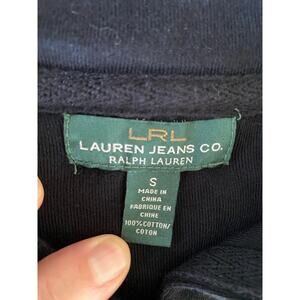 LRL
LAUREN JEANS CO.
RALPH LAUREN
S
MADE IN
CHINA
FABRIQUE EN
CHINE
100%COTTON/
COTON